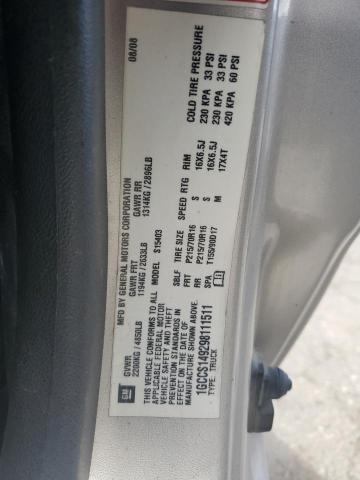 MFD BY GENERAL MOTORS CORPORATION 08/08
GM GVWR GAWR FRT GAWR RR
2200KG / 4850LB 1194KG / 2633LB 1314KG / 2896LB
THIS VEHICLE CONFORMS TO ALL MODEL S15403
APPLICABLE FEDERAL MOTOR
VEHICLE SAFETY AND THEFT
PREVENTION STANDARDS IN
EFFECT ON THE DATE OF
MANUFACTURE SHOWN ABOVE.
1GCCS149298111511
TYPE: TRUCK
TIRE SIZE SPEED RTG RIM COLD TIRE PRESSURE
FRT P215/70R16 S 16X6.5J 230 KPA 33 PSI
RR P215/70R16 S 16X6.5J 230 KPA 33 PSI
SPA T155/90D17 M 17X4T 420 KPA 60 PSI